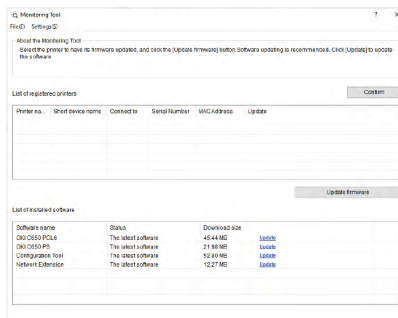 Monitoring Tool
? X
File(F) Settings(S)
About the Monitoring Tool
Select the printer to have its firmware updated, and click the [Update firmware] button.Software updating is recommended. Click [Update] to update
the software.
List of registered printers
Confirm
Printer na... Short device name Connect to Serial Number MAC Address Update
Update firmware
List of installed software
Software name Status Download size
OKI C650 PCL6 The latest software 45.44 MB Update
OKI C650 PS The latest software 21.98 MB Update
Configuration Tool The latest software 52.80 MB Update
Network Extension The latest software 12.27 MB Update